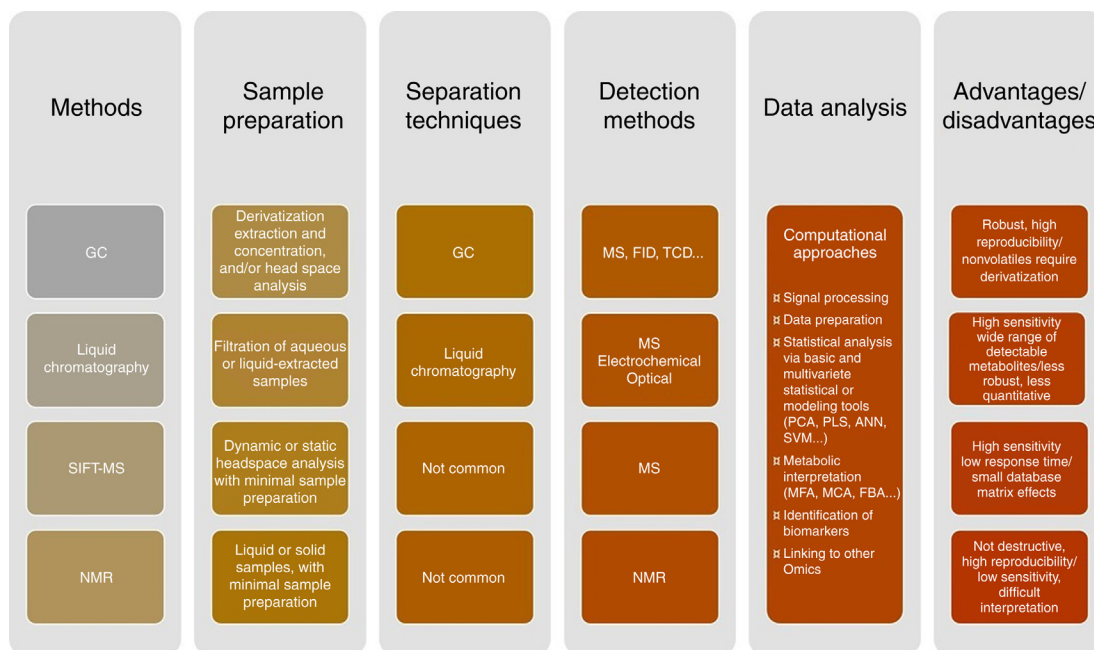 Methods
GC
Liquid
chromatography
SIFT-MS
NMR
Sample
preparation
Derivatization
extraction and
concentration,
and/or head space
analysis
Filtration of aqueous
or liquid-extracted
samples
Dynamic or static
headspace analysis
with minimal sample
preparation
Liquid or solid
samples, with
minimal sample
preparation
Separation
techniques
GC
Liquid
chromatography
Not common
Not common
Detection
methods
MS, FID, TCD...
MS
Electrochemical
Optical
MS
NMR
Data analysis
Computational
approaches
¤ Signal processing
¤ Data preparation
¤ Statistical analysis
via basic and
multivariete
statistical or
modeling tools
(PCA, PLS, ANN,
SVM...)
¤ Metabolic
interpretation
(MFA, MCA, FBA...)
¤ Identification of
biomarkers
¤ Linking to other
Omics
Advantages/
disadvantages
Robust, high
reproducibility/
nonvolatiles require
derivatization
High sensitivity
wide range of
detectable
metabolites/less
robust, less
quantitative
High sensitivity
low response time/
small database
matrix effects
Not destructive,
high reproducibility/
low sensitivity,
difficult
interpretation